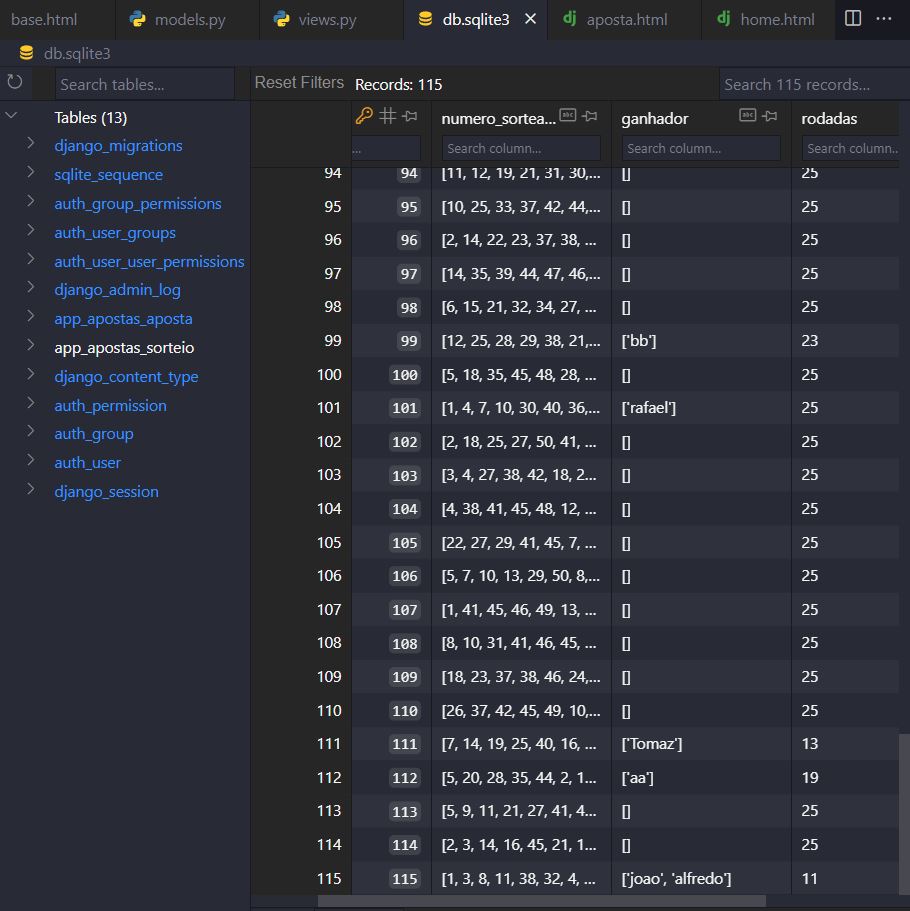 base.html models.py views.py db.sqlite3 aposta.html home.html
db.sqlite3
Search tables... Reset Filters Records: 115 Search 115 records...
Tables (13)
django_migrations
sqlite_sequence
auth_group_permissions
auth_user_groups
auth_user_user_permissions
django_admin_log
app_apostas_aposta
app_apostas_sorteio
django_content_type
auth_permission
auth_group
auth_user
django_session
numero_sortea... ganhador rodadas
... Search column... Search column... Search column..
94 94 [11, 12, 19, 21, 31, 30,... [] 25
95 95 [10, 25, 33, 37, 42, 44,... [] 25
96 96 [2, 14, 22, 23, 37, 38, ... [] 25
97 97 [14, 35, 39, 44, 47, 46,... [] 25
98 98 [6, 15, 21, 32, 34, 27, ... [] 25
99 99 [12, 25, 28, 29, 38, 21,... ['bb'] 23
100 100 [5, 18, 35, 45, 48, 28, ... [] 25
101 101 [1, 4, 7, 10, 30, 40, 36,... ['rafael'] 25
102 102 [2, 18, 25, 27, 50, 41, ... [] 25
103 103 [3, 4, 27, 38, 42, 18, 2... [] 25
104 104 [4, 38, 41, 45, 48, 12, ... [] 25
105 105 [22, 27, 29, 41, 45, 7, ... [] 25
106 106 [5, 7, 10, 13, 29, 50, 8,... [] 25
107 107 [1, 41, 45, 46, 49, 13, ... [] 25
108 108 [8, 10, 31, 41, 46, 45, ... [] 25
109 109 [18, 23, 37, 38, 46, 24,... [] 25
110 110 [26, 37, 42, 45, 49, 10,... [] 25
111 111 [7, 14, 19, 25, 40, 16, ... ['Tomaz'] 13
112 112 [5, 20, 28, 35, 44, 2, 1... ['aa'] 19
113 113 [5, 9, 11, 21, 27, 41, 4... [] 25
114 114 [2, 3, 14, 16, 45, 21, 1... [] 25
115 115 [1, 3, 8, 11, 38, 32, 4, ... ['joao', 'alfredo'] 11